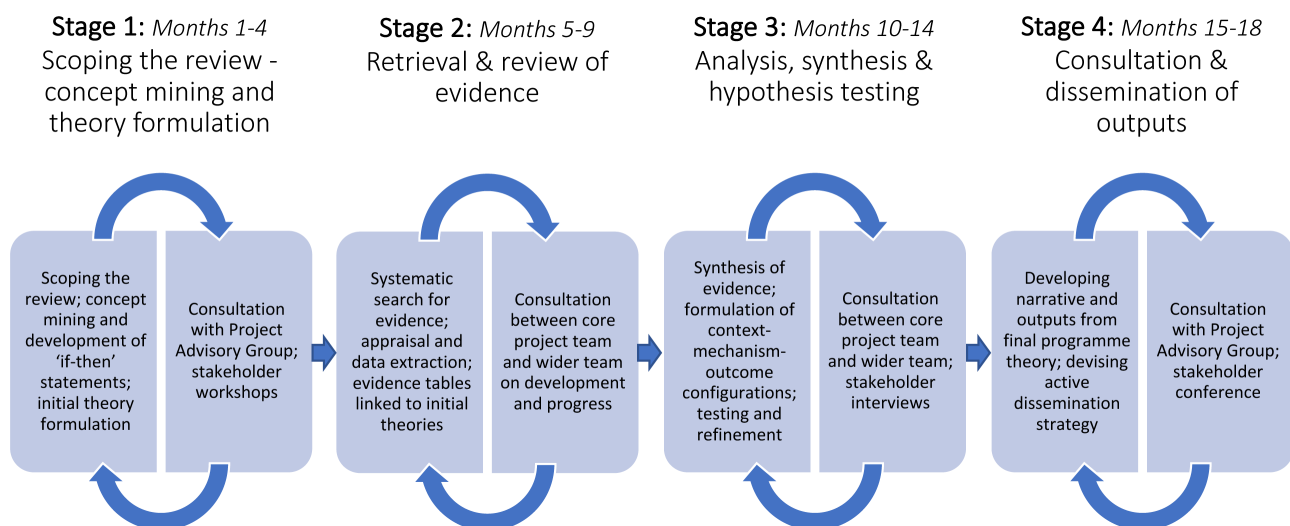 Stage 1: Months 1-4
Scoping the review -
concept mining and
theory formulation
Stage 2: Months 5-9
Retrieval & review of
evidence
Stage 3: Months 10-14
Analysis, synthesis &
hypothesis testing
Stage 4: Months 15-18
Consultation &
dissemination of
outputs
Scoping the
review; concept
mining and
development of
‘if-then’
statements;
initial theory
formulation
Consultation
with Project
Advisory Group;
stakeholder
workshops
Systematic
search for
evidence;
appraisal and
data extraction;
evidence tables
linked to initial
theories
Consultation
between core
project team
and wider team
on development
and progress
Synthesis of
evidence;
formulation of
context-
mechanism-
outcome
configurations;
testing and
refinement
Consultation
between core
project team
and wider team;
stakeholder
interviews
Developing
narrative and
outputs from
final programme
theory; devising
active
dissemination
strategy
Consultation
with Project
Advisory Group;
stakeholder
conference